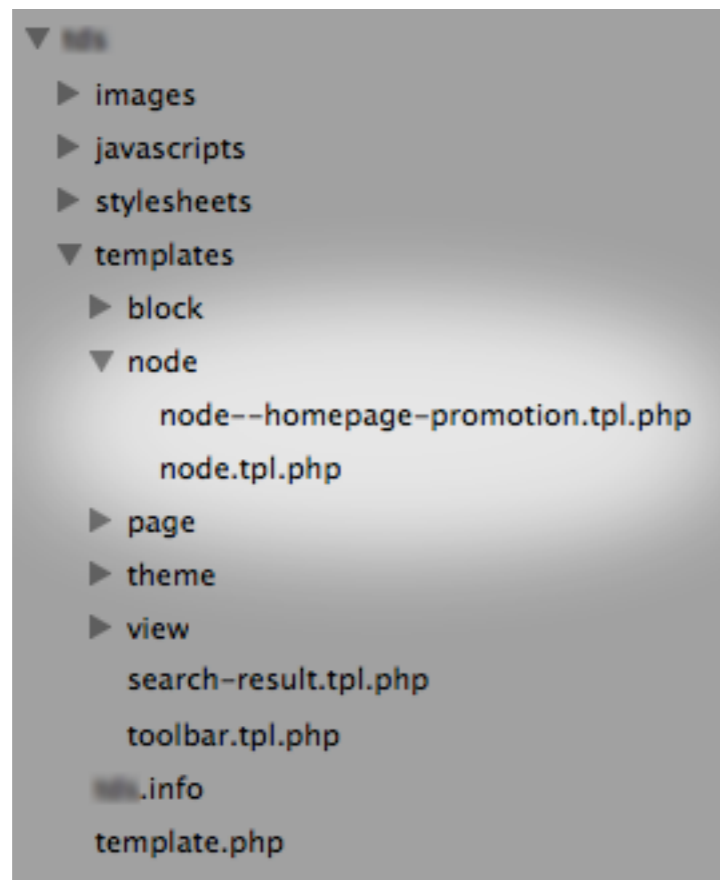 images
javascripts
stylesheets
templates
block
node
node--homepage-promotion.tpl.php
node.tpl.php
page
theme
view
search-result.tpl.php
toolbar.tpl.php
.info
template.php